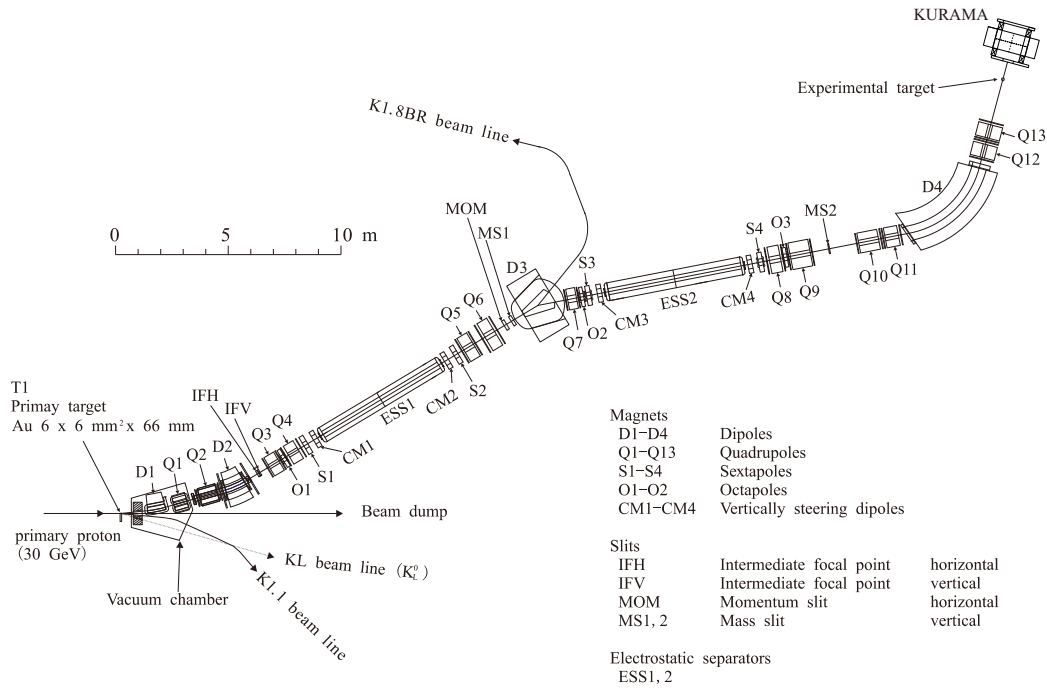 KURAMA
Experimental target
K1.8BR beam line
Q13
Q12
D4
0 5 10 m
MOM
MS1
D3
S3
S4
O3
MS2
Q10
Q11
Q5
Q6
Q7
O2
CM3
ESS2
CM4
Q8
Q9
T1
Primay target
Au 6 x 6 mm² x 66 mm
IFH
IFV
Q3
Q4
ESS1
CM2
S2
D1
Q1
Q2
D2
O1
S1
CM1
Beam dump
primary proton
(30 GeV)
KL beam line (K⁰L)
K1.1 beam line
Vacuum chamber
Magnets
D1-D4 Dipoles
Q1-Q13 Quadrupoles
S1-S4 Sextapoles
O1-O2 Octapoles
CM1-CM4 Vertically steering dipoles
Slits
IFH Intermediate focal point horizontal
IFV Intermediate focal point vertical
MOM Momentum slit horizontal
MS1, 2 Mass slit vertical
Electrostatic separators
ESS1, 2